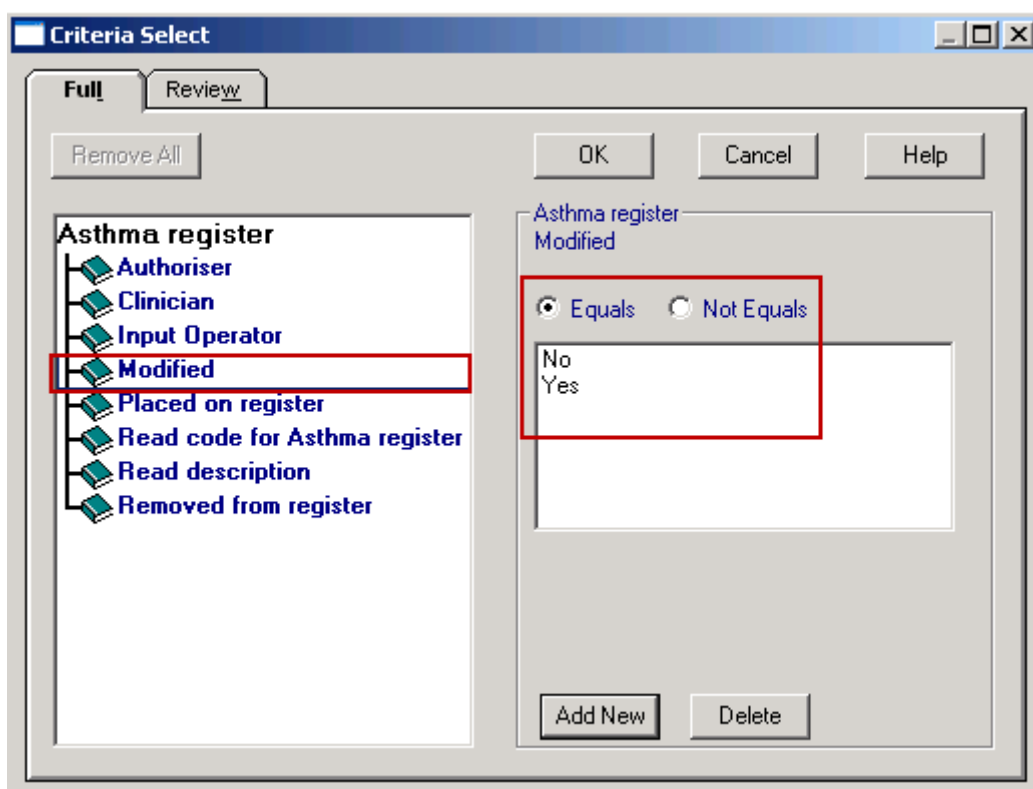 Criteria Select
Full Review
Remove All OK Cancel Help
Asthma register
Authoriser
Clinician
Input Operator
Modified
Placed on register
Read code for Asthma register
Read description
Removed from register
Asthma register
Modified
Equals Not Equals
No
Yes
Add New Delete